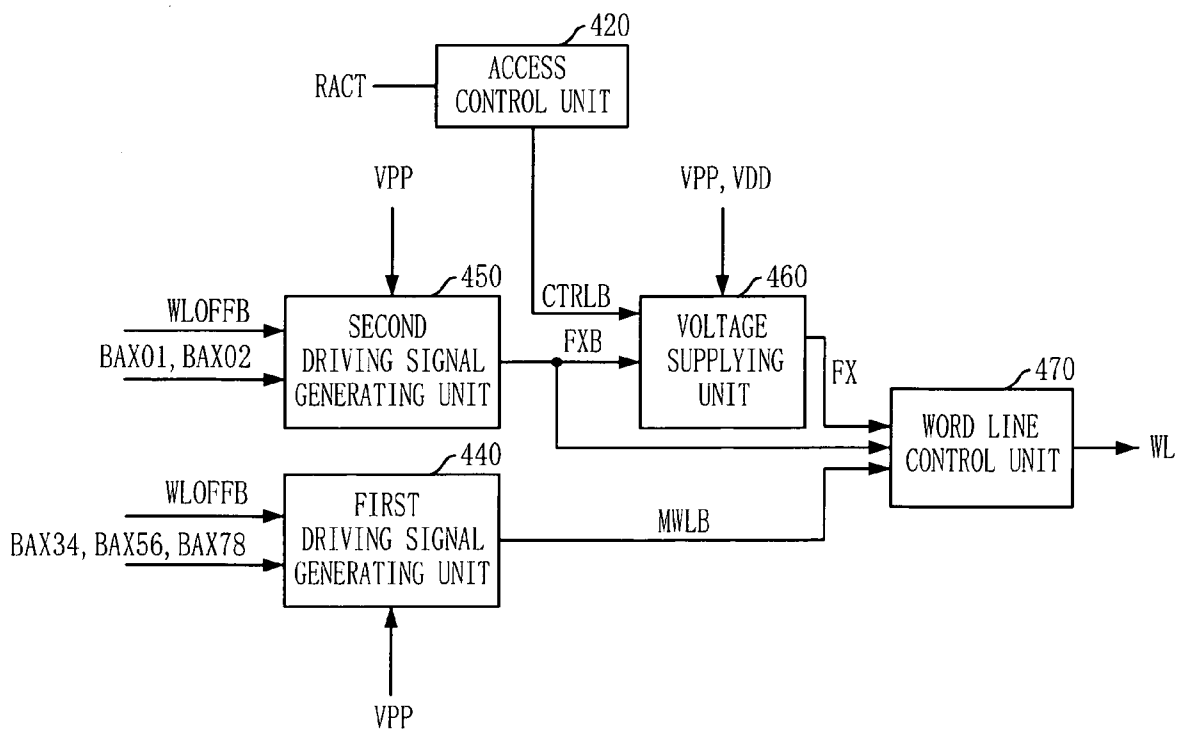 420
ACCESS
CONTROL UNIT
RACT
VPP
VPP, VDD
450
460
WLOFFB
BAX01, BAX02
SECOND
DRIVING SIGNAL
GENERATING UNIT
CTRLB
FXB
VOLTAGE
SUPPLYING
UNIT
FX
470
WORD LINE
CONTROL UNIT
WL
440
WLOFFB
BAX34, BAX56, BAX78
FIRST
DRIVING SIGNAL
GENERATING UNIT
MWLB
VPP